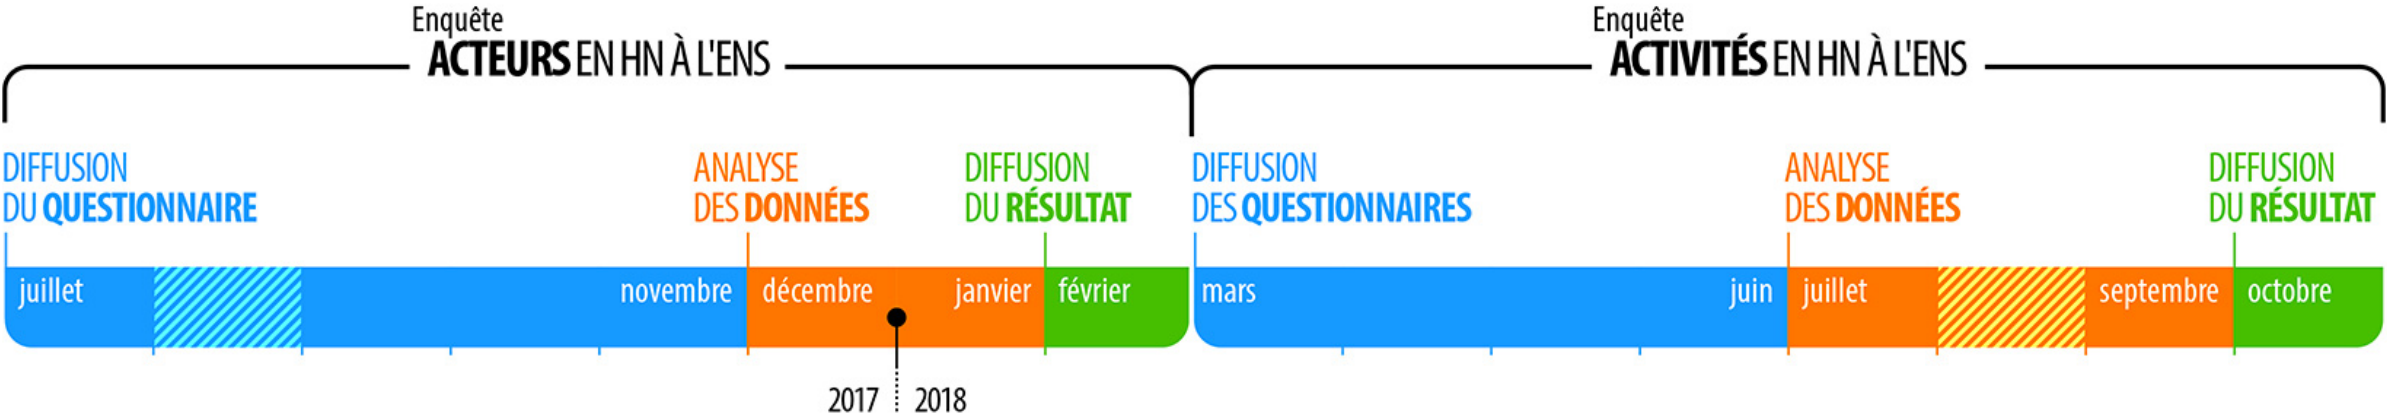 Enquête
ACTEURS EN HN À L'ENS
Enquête
ACTIVITÉS EN HN À L'ENS
DIFFUSION
DU QUESTIONNAIRE
ANALYSE
DES DONNÉES
DIFFUSION
DU RÉSULTAT
DIFFUSION
DES QUESTIONNAIRES
ANALYSE
DES DONNÉES
DIFFUSION
DU RÉSULTAT
juillet novembre décembre janvier février mars juin juillet septembre octobre
2017 2018